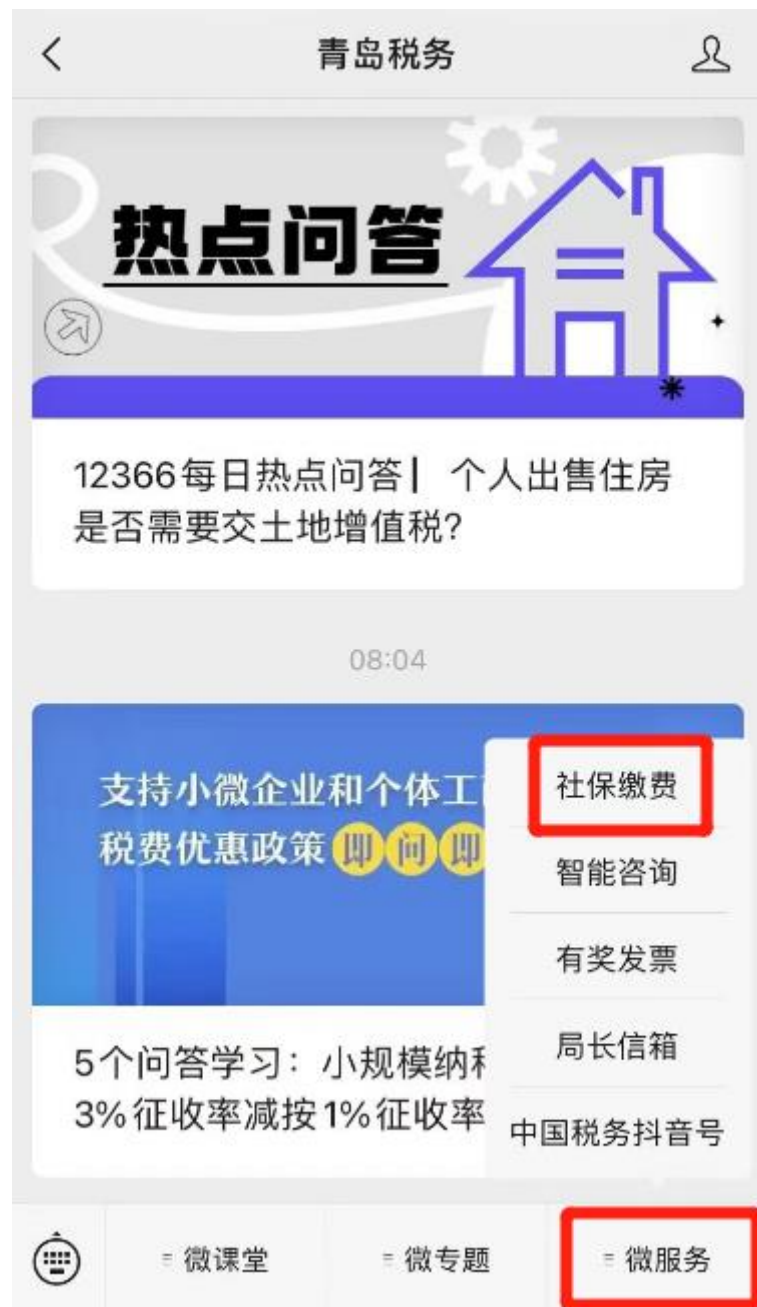 青岛税务
热点问答
12366每日热点问答| 个人出售住房
是否需要交土地增值税?
08:04
支持小微企业和个体工
税费优惠政策即问即
5个问答学习：小规模纳
3%征收率减按1%征收率
社保缴费
智能咨询
有奖发票
局长信箱
中国税务抖音号
微课堂
微专题
微服务